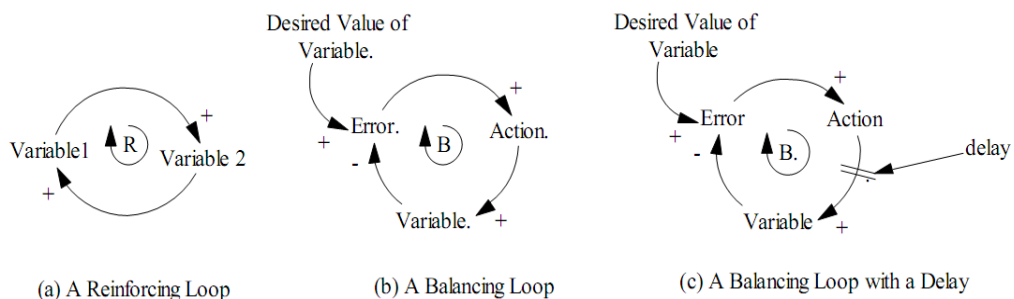 Variable1
+
R
Variable 2
+
(a) A Reinforcing Loop
Desired Value of
Variable.
+
Error.
+
-
B
Action.
Variable.
+
(b) A Balancing Loop
Desired Value of
Variable
+
Error
+
-
B.
Action
delay
Variable
+
(c) A Balancing Loop with a Delay